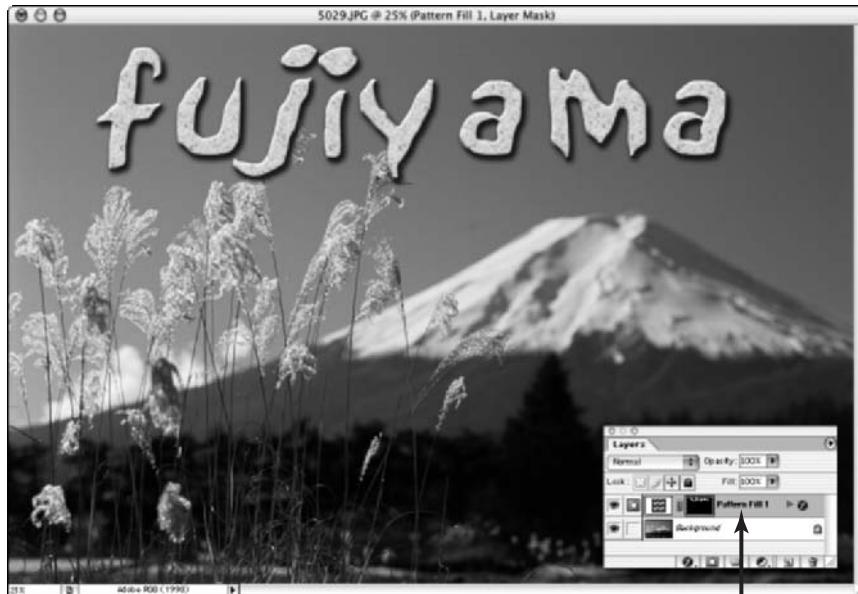 5029.JPG @ 25% (Pattern Fill 1, Layer Mask)
fujiyama
Layers
Normal Opacity: 100%
Lock: Fill: 100%
Pattern Fill 1
Background
25% Adobe RGB (1998)